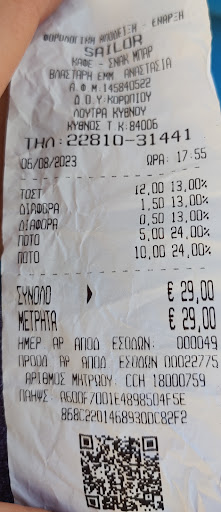 ΦΟΡΟΛΟΓΙΚΗ ΑΠΟΔΕΙΞΗ - ΕΝΑΡΞΗ
SAILOR
ΚΑΦΕ - ΣΝΑΚ ΜΠΑΡ
ΒΛΑΣΤΑΡΗ ΕΜΜ ΑΝΑΣΤΑΣΙΑ
Α.Φ.Μ.145840522
Δ.Ο.Υ.ΚΟΡΩΠΙΟΥ
ΛΟΥΤΡΑ ΚΥΘΝΟΥ
ΚΥΘΝΟΣ Τ.Κ.84006
ΤΗΛ:22810-31441
05/08/2023 ΩΡΑ: 17:55
ΤΟΣΤ 12,00 13,00%
ΔΙΑΦΟΡΑ 1,50 13,00%
ΔΙΑΦΟΡΑ 0,50 13,00%
ΠΟΤΟ 5,00 24,00%
ΠΟΤΟ 10,00 24,00%
ΣΥΝΟΛΟ € 29,00
ΜΕΤΡΗΤΑ € 29,00
ΗΜΕΡ ΑΡ ΑΠΟΔ ΕΣΟΔΩΝ: 000049
ΠΡΟΟΔ ΑΡ ΑΠΟΔ ΕΣΟΔΩΝ 00022775
ΑΡΙΘΜΟΣ ΜΗΤΡΩΟΥ: CCH 18000759
ΠΑΗΨΣ: A600F7001E4898504F5E
868C2201468930DC82F2